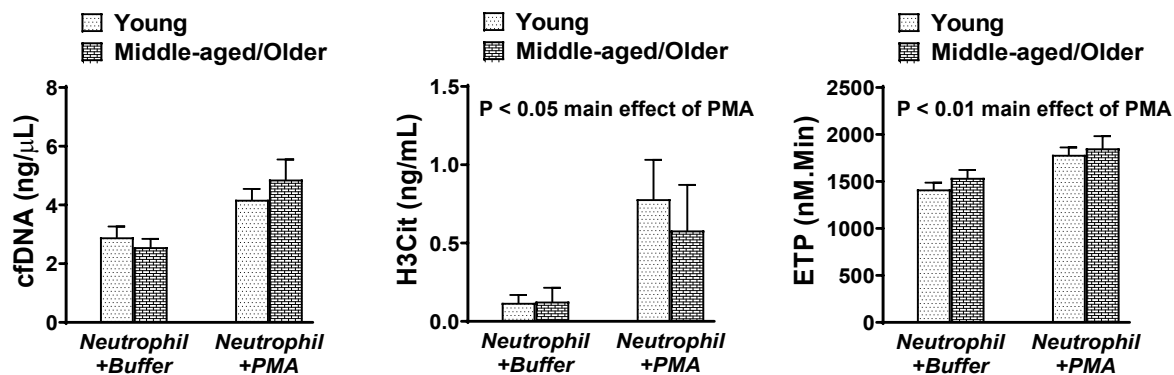 Young
Middle-aged/Older
8
6
4
2
0
cfDNA (ng/μL)
Neutrophil
+Buffer
Neutrophil
+PMA
Young
Middle-aged/Older
P < 0.05 main effect of PMA
1.5
1.0
0.5
0.0
H3Cit (ng/mL)
Neutrophil
+Buffer
Neutrophil
+PMA
Young
Middle-aged/Older
P < 0.01 main effect of PMA
2500
2000
1500
1000
500
0
ETP (nM.Min)
Neutrophil
+Buffer
Neutrophil
+PMA